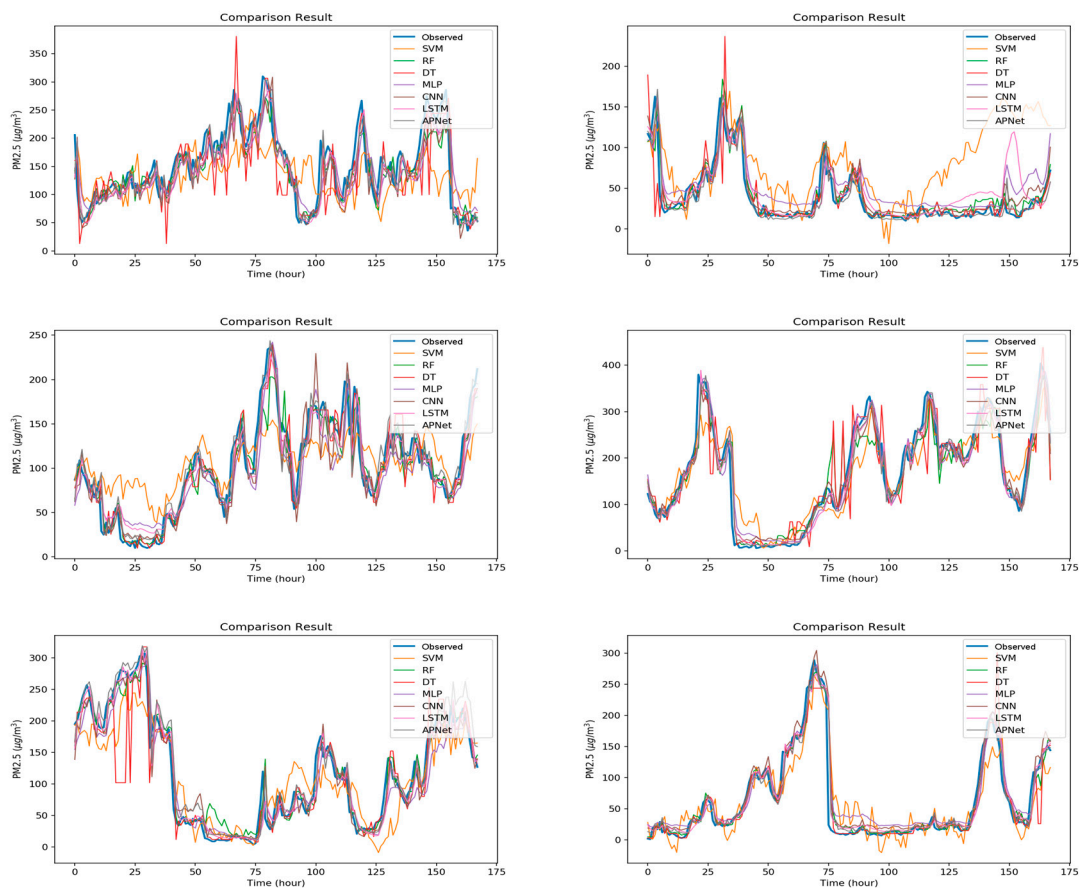 Comparison Result
PM2.5 (μg/m³)
350
300
250
200
150
100
50
0
Observed
SVM
RF
DT
MLP
CNN
LSTM
APNet
0 25 50 75 100 125 150 175
Time (hour)
Comparison Result
PM2.5 (μg/m³)
200
150
100
50
0
Observed
SVM
RF
DT
MLP
CNN
LSTM
APNet
0 25 50 75 100 125 150 175
Time (hour)
Comparison Result
PM2.5 (μg/m³)
250
200
150
100
50
0
Observed
SVM
RF
DT
MLP
CNN
LSTM
APNet
0 25 50 75 100 125 150 175
Time (hour)
Comparison Result
PM2.5 (μg/m³)
400
300
200
100
0
Observed
SVM
RF
DT
MLP
CNN
LSTM
APNet
0 25 50 75 100 125 150 175
Time (hour)
Comparison Result
PM2.5 (μg/m³)
300
250
200
150
100
50
0
Observed
SVM
RF
DT
MLP
CNN
LSTM
APNet
0 25 50 75 100 125 150 175
Time (hour)
Comparison Result
PM2.5 (μg/m³)
300
250
200
150
100
50
0
Observed
SVM
RF
DT
MLP
CNN
LSTM
APNet
0 25 50 75 100 125 150 175
Time (hour)